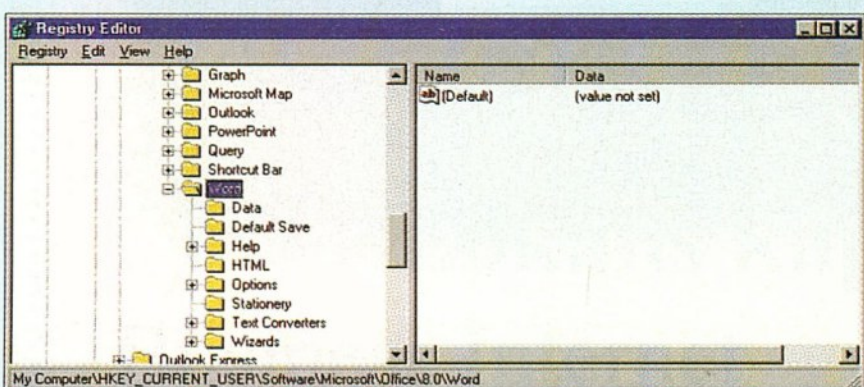 Registry Editor
Registry Edit View Help
Graph
Microsoft Map
Outlook
PowerPoint
Query
Shortcut Bar
Word
Data
Default Save
Help
HTML
Options
Stationery
Text Converters
Wizards
Outlook Express
Name Data
ab (Default) (value not set)
My Computer\HKEY_CURRENT_USER\Software\Microsoft\Office\8.0\Word